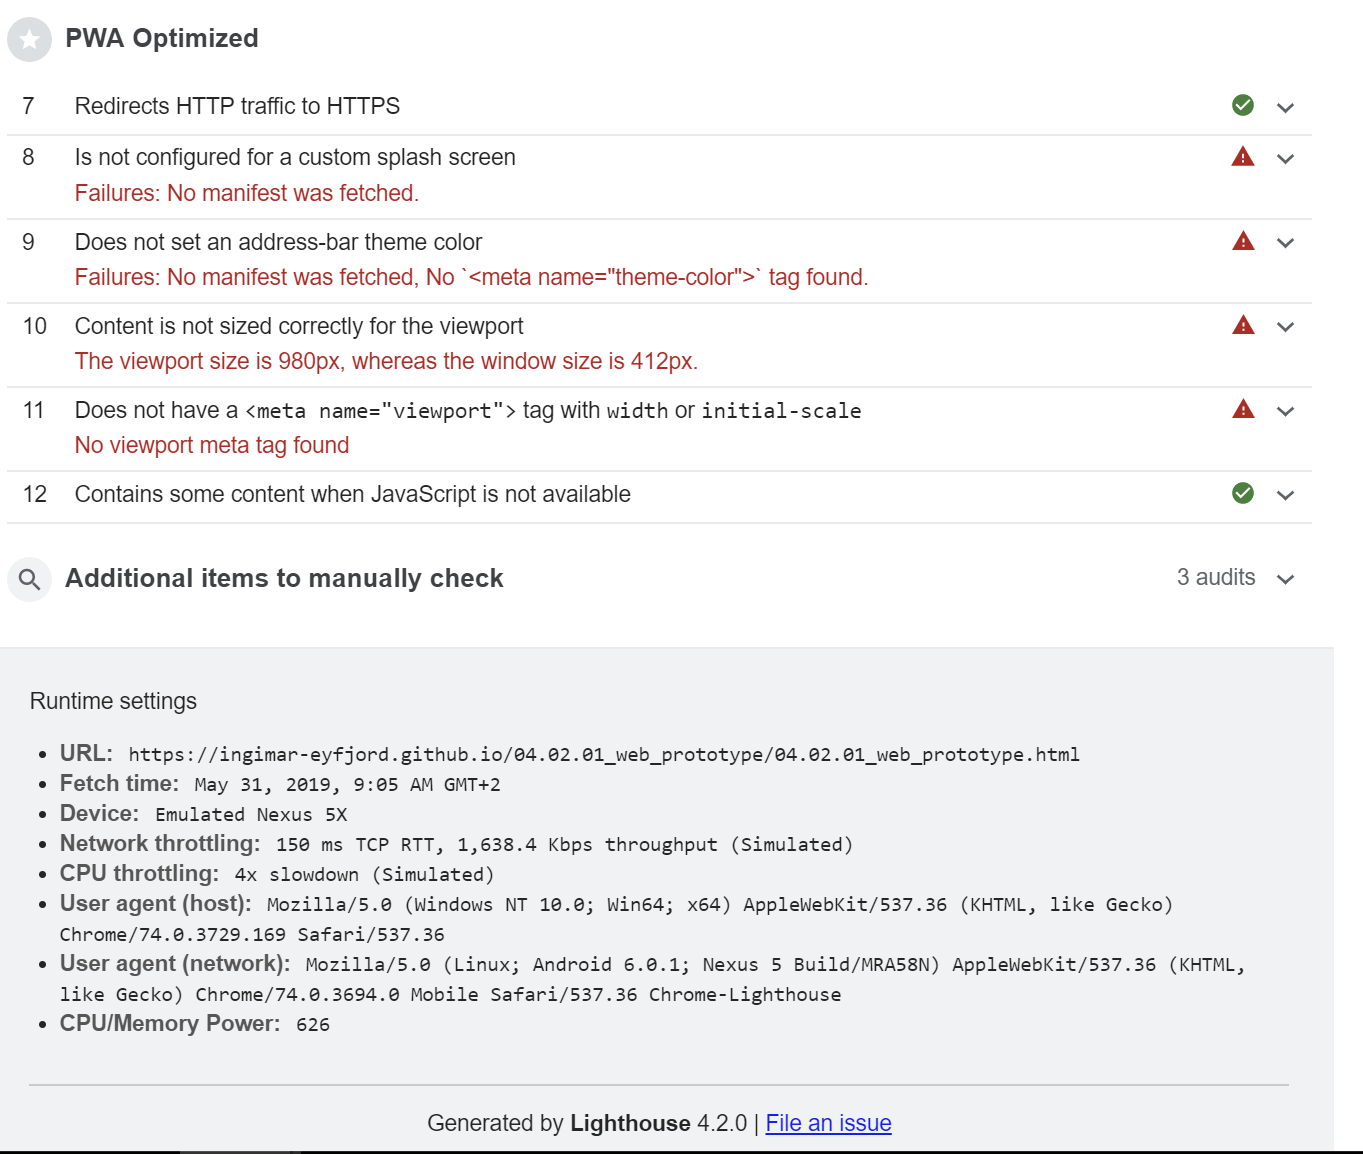 PWA Optimized
7 Redirects HTTP traffic to HTTPS
8 Is not configured for a custom splash screen
Failures: No manifest was fetched.
9 Does not set an address-bar theme color
Failures: No manifest was fetched, No `<meta name="theme-color">` tag found.
10 Content is not sized correctly for the viewport
The viewport size is 980px, whereas the window size is 412px.
11 Does not have a <meta name="viewport"> tag with width or initial-scale
No viewport meta tag found
12 Contains some content when JavaScript is not available
Additional items to manually check 3 audits
Runtime settings
• URL: https://ingimar-eyfjord.github.io/04.02.01_web_prototype/04.02.01_web_prototype.html
• Fetch time: May 31, 2019, 9:05 AM GMT+2
• Device: Emulated Nexus 5X
• Network throttling: 150 ms TCP RTT, 1,638.4 Kbps throughput (Simulated)
• CPU throttling: 4x slowdown (Simulated)
• User agent (host): Mozilla/5.0 (Windows NT 10.0; Win64; x64) AppleWebKit/537.36 (KHTML, like Gecko)
Chrome/74.0.3729.169 Safari/537.36
• User agent (network): Mozilla/5.0 (Linux; Android 6.0.1; Nexus 5 Build/MRA58N) AppleWebKit/537.36 (KHTML,
like Gecko) Chrome/74.0.3694.0 Mobile Safari/537.36 Chrome-Lighthouse
• CPU/Memory Power: 626
Generated by Lighthouse 4.2.0 | File an issue